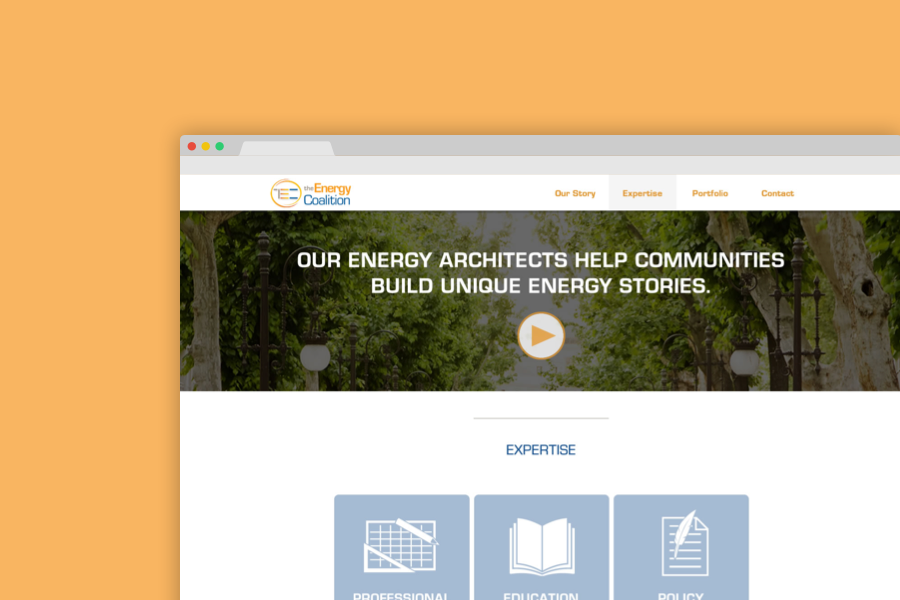 the Energy
Coalition
Our Story
Expertise
Portfolio
Contact
OUR ENERGY ARCHITECTS HELP COMMUNITIES
BUILD UNIQUE ENERGY STORIES.
EXPERTISE
PROFESSIONAL
EDUCATION
POLICY